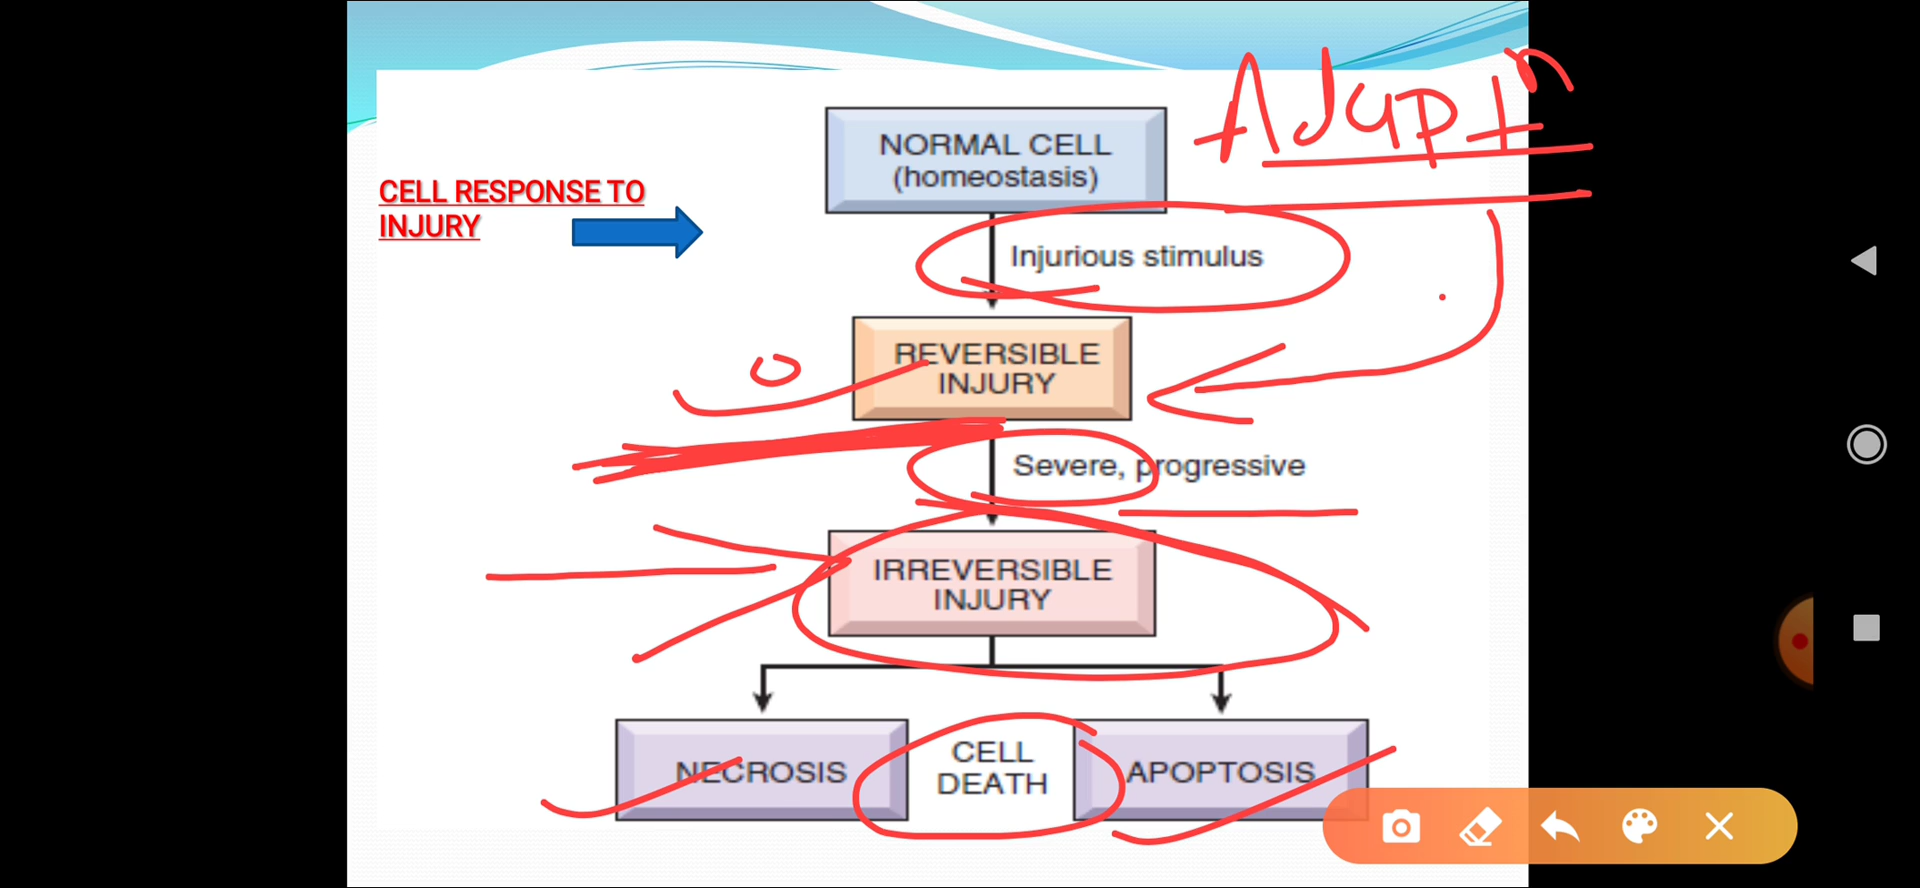 Adaptn
NORMAL CELL
(homeostasis)
CELL RESPONSE TO
INJURY
Injurious stimulus
REVERSIBLE
INJURY
Severe, progressive
IRREVERSIBLE
INJURY
NECROSIS
CELL
DEATH
APOPTOSIS